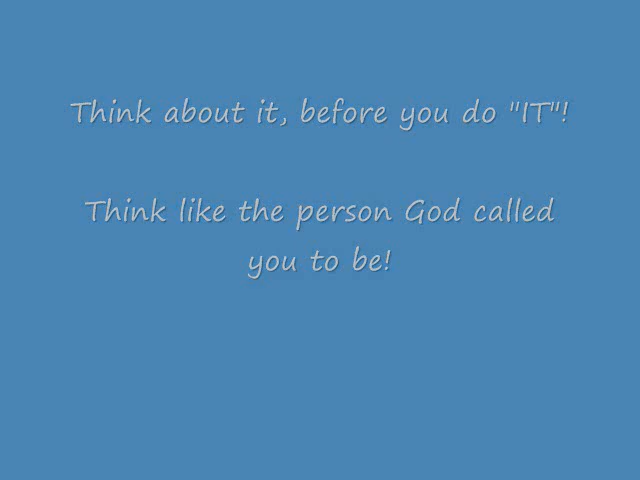 Think about it, before you do "IT"!
Think like the person God called
you to be!